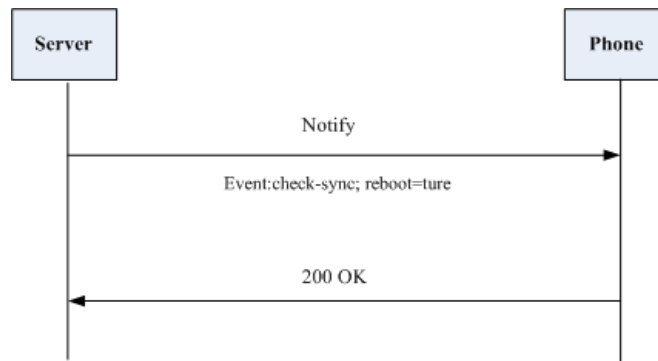 Server
Phone
Notify
Event:check-sync; reboot=ture
200 OK